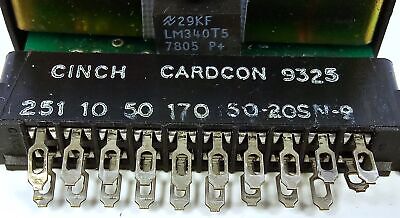 29KF
LM340T5
7805 P+
CINCH CARDCON 9325
251 10 50 170 50-20SN-9